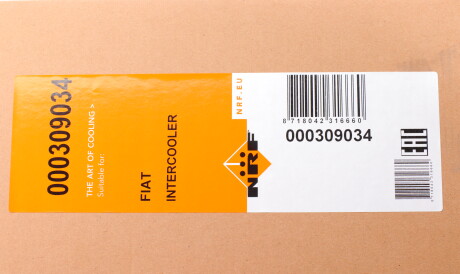 000309034
THE ART OF COOLING >
Suitable for:
FIAT
INTERCOOLER
NRF.EU
NRF
8 718042 316660
000309034
EAC